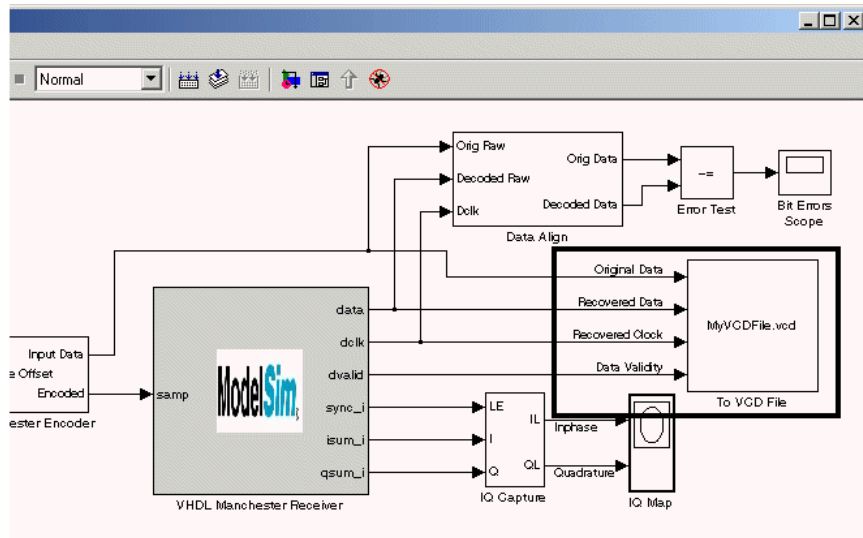 Normal
Orig Raw
Decoded Raw
Dclk
Orig Data
Decoded Data
Data Align
~=
Error Test
Bit Errors
Scope
Original Data
Recovered Data
Recovered Clock
Data Validity
MyVCDFile.vcd
To VCD File
Input Data
e Offset
Encoded
ester Encoder
samp
ModelSim
data
dclk
dvalid
sync_i
isum_i
qsum_i
VHDL Manchester Receiver
LE
I
Q
IL
QL
IQ Capture
Inphase
Quadrature
IQ Map